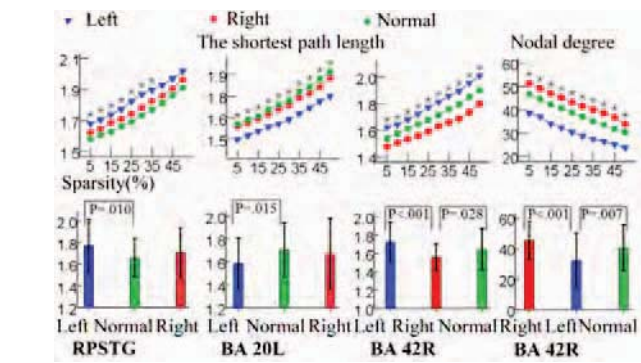 Left Right Normal
The shortest path length Nodal degree
2.1 1.9 1.7 1.5
1.9 1.7 1.5
2.0 1.8 1.6 1.4
60 50 40 30 20
5 15 25 35 45 5 15 25 35 45 5 15 25 35 45 5 15 25 35 45
Sparsity(%)
P=.010 P=.015 P<.001 P=.028 P<.001 P=.007
2.0 1.8 1.6 1.4 1.2
2.0 1.8 1.6 1.4 1.2
2.0 1.8 1.6 1.4 1.2 1.0
60 40 20 0
Left Normal Right Left Normal Right Left Right Normal Right Left Normal
RPSTG BA 20L BA 42R BA 42R